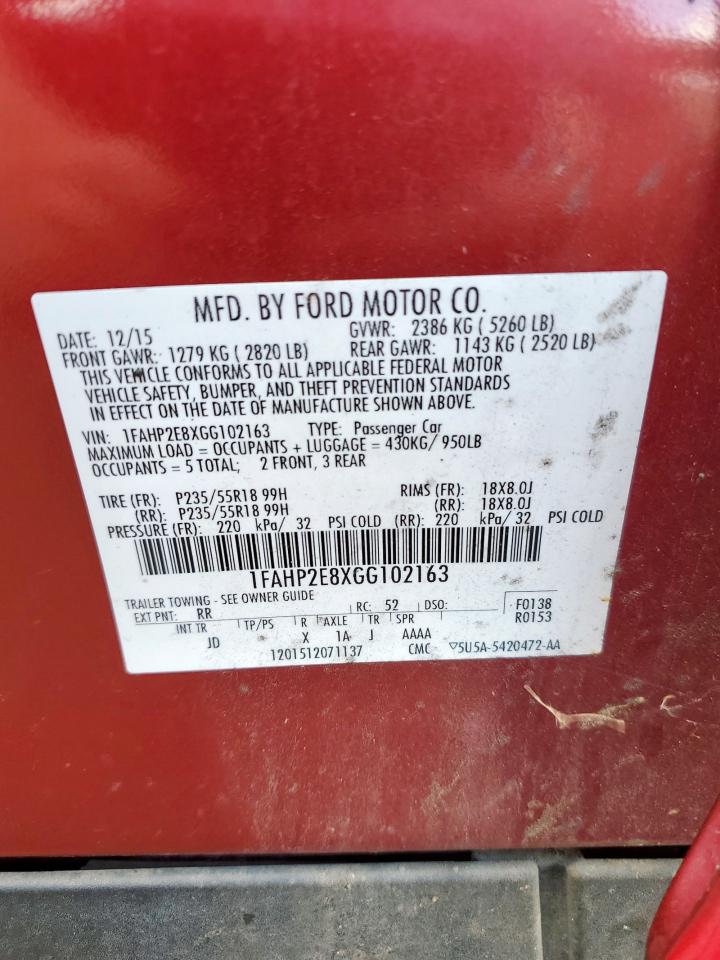 MFD. BY FORD MOTOR CO.
DATE: 12/15 GVWR: 2386 KG ( 5260 LB)
FRONT GAWR: 1279 KG ( 2820 LB) REAR GAWR: 1143 KG ( 2520 LB)
THIS VEHICLE CONFORMS TO ALL APPLICABLE FEDERAL MOTOR
VEHICLE SAFETY, BUMPER, AND THEFT PREVENTION STANDARDS
IN EFFECT ON THE DATE OF MANUFACTURE SHOWN ABOVE.
VIN: 1FAHP2E8XGG102163 TYPE: Passenger Car
MAXIMUM LOAD = OCCUPANTS + LUGGAGE = 430KG/ 950LB
OCCUPANTS = 5 TOTAL; 2 FRONT, 3 REAR
TIRE (FR): P235/55R18 99H RIMS (FR): 18X8.0J
(RR): P235/55R18 99H (RR): 18X8.0J
PRESSURE (FR): 220 kPa/ 32 PSI COLD (RR): 220 kPa/ 32 PSI COLD
1FAHP2E8XGG102163
TRAILER TOWING - SEE OWNER GUIDE
EXT PNT: RR RC: 52 DSO: F0138
INT TR TP/PS R AXLE TR SPR R0153
JD X 1A J AAAA
1201512071137 CMC ▽5U5A-5420472-AA